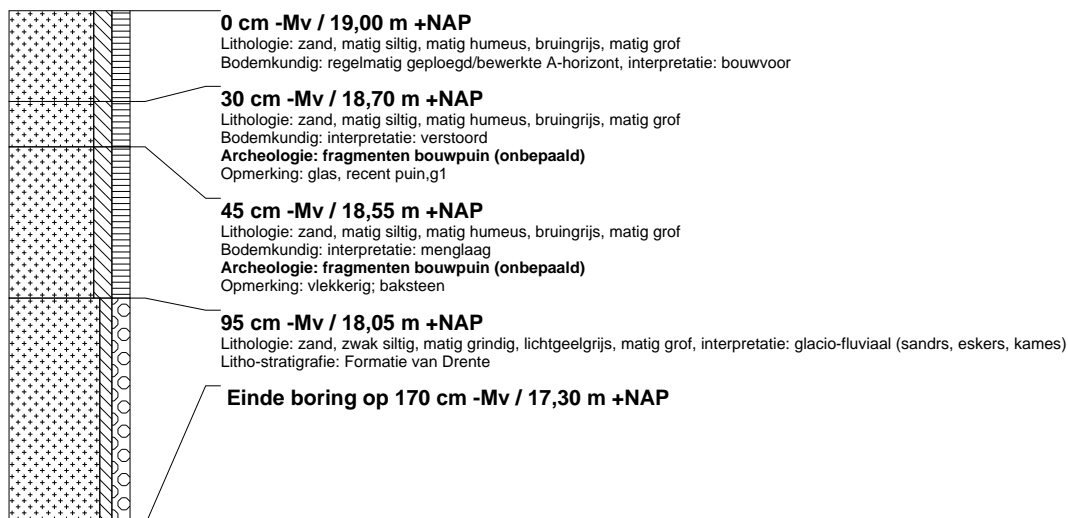 0 cm -Mv / 19,00 m +NAP
Lithologie: zand, matig siltig, matig humeus, bruingrijs, matig grof
Bodemkundig: regelmatig geploegd/bewerkte A-horizont, interpretatie: bouwvoor
30 cm -Mv / 18,70 m +NAP
Lithologie: zand, matig siltig, matig humeus, bruingrijs, matig grof
Bodemkundig: interpretatie: verstoord
Archeologie: fragmenten bouwpuin (onbepaald)
Opmerking: glas, recent puin,g1
45 cm -Mv / 18,55 m +NAP
Lithologie: zand, matig siltig, matig humeus, bruingrijs, matig grof
Bodemkundig: interpretatie: menglaag
Archeologie: fragmenten bouwpuin (onbepaald)
Opmerking: vlekkerig; baksteen
95 cm -Mv / 18,05 m +NAP
Lithologie: zand, zwak siltig, matig grindig, lichtgeelgrijs, matig grof, interpretatie: glacio-fluviaal (sandrs, eskers, kames)
Litho-stratigrafie: Formatie van Drente
Einde boring op 170 cm -Mv / 17,30 m +NAP